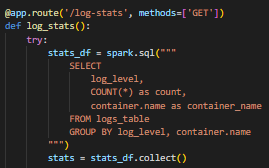 @app.route('/log-stats', methods=['GET'])
def log_stats():
    try:
        stats_df = spark.sql("""
            SELECT
                log_level,
                COUNT(*) as count,
                container.name as container_name
            FROM logs_table
            GROUP BY log_level, container.name
        """)
        stats = stats_df.collect()